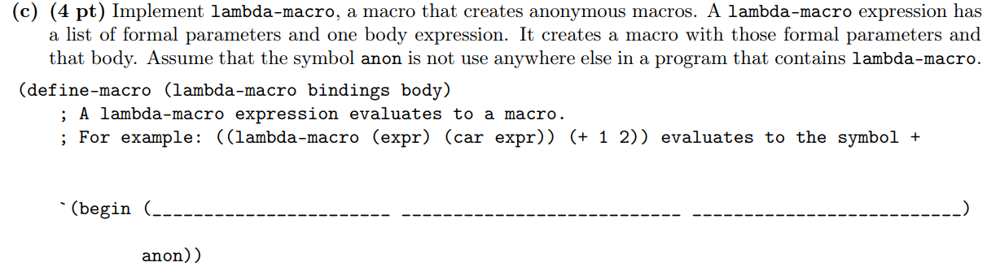 (c) (4 pt) Implement lambda-macro, a macro that creates anonymous macros. A lambda-macro expression has
a list of formal parameters and one body expression. It creates a macro with those formal parameters and
that body. Assume that the symbol anon is not use anywhere else in a program that contains lambda-macro.
(define-macro (lambda-macro bindings body)
; A lambda-macro expression evaluates to a macro.
; For example: ((lambda-macro (expr) (car expr)) (+ 1 2)) evaluates to the symbol +
`(begin (_______________________ ___________________________ __________________________)
anon))